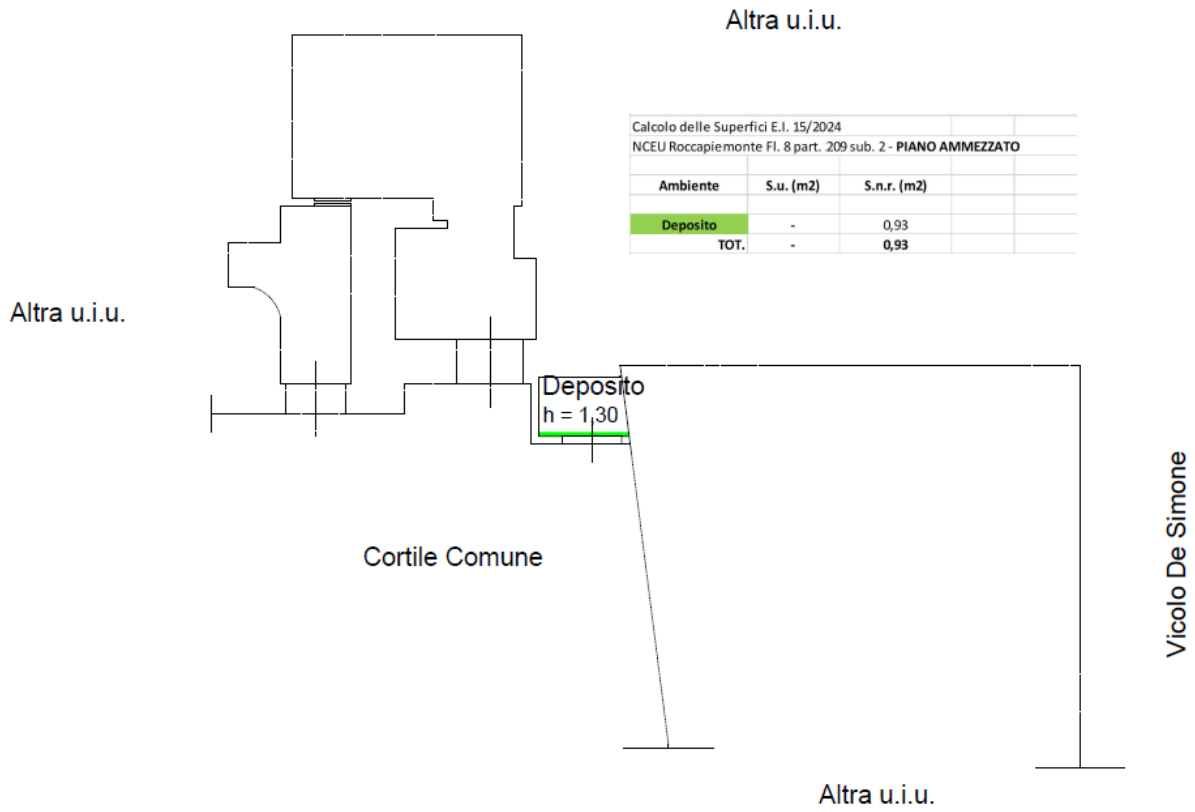 Altra u.i.u.
Calcolo delle Superfici E.I. 15/2024
NCEU Roccapiemonte Fl. 8 part. 209 sub. 2 - PIANO AMMEZZATO
Ambiente S.u. (m2) S.n.r. (m2)
Deposito - 0,93
TOT. - 0,93
Altra u.i.u.
Deposito
h = 1,30
Cortile Comune
Vicolo De Simone
Altra u.i.u.